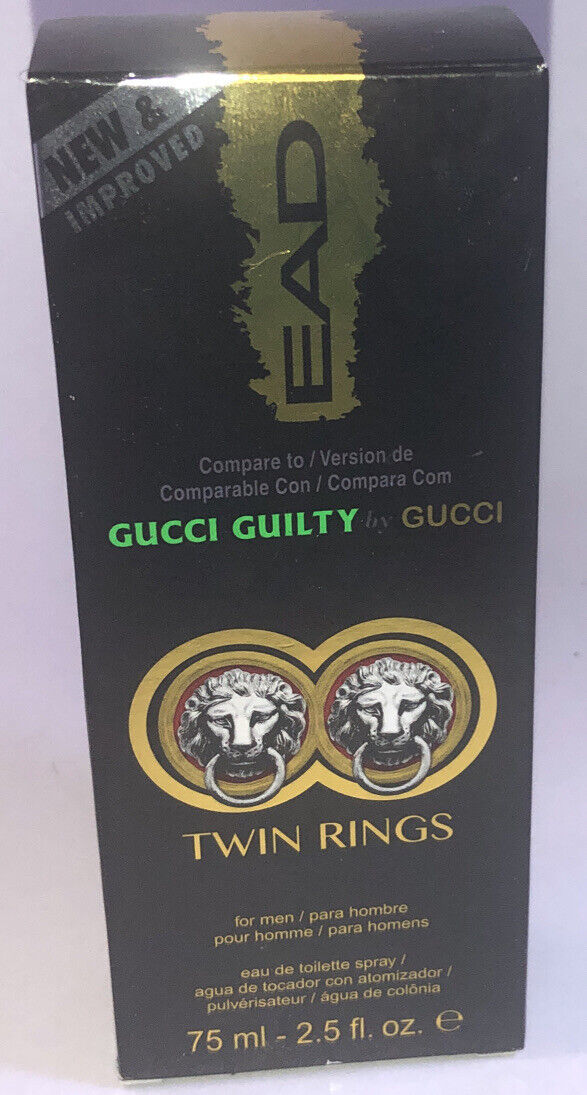 NEW &
IMPROVED
EAD
Compare to / Version de
Comparable Con / Compara Com
GUCCI GUILTY by GUCCI
TWIN RINGS
for men / para hombre
pour homme / para homens
eau de toilette spray /
agua de tocador con atomizador /
pulvérisateur / água de colônia
75 ml - 2.5 fl. oz. ℮